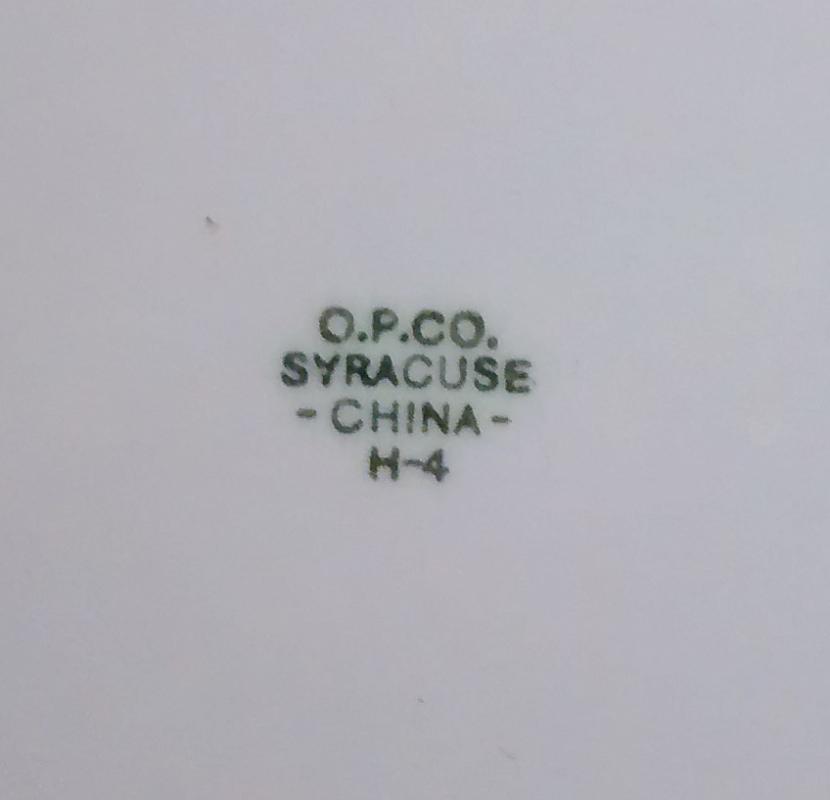 O.P.CO.
SYRACUSE
-CHINA-
H-4